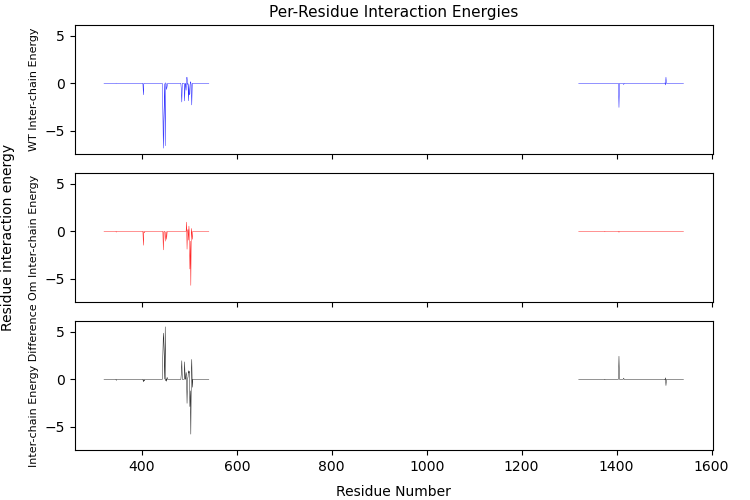 Per-Residue Interaction Energies
Residue interaction energy
WT Inter-chain Energy
5
0
−5
Om Inter-chain Energy
5
0
−5
Inter-chain Energy Difference
5
0
−5
400 600 800 1000 1200 1400 1600
Residue Number